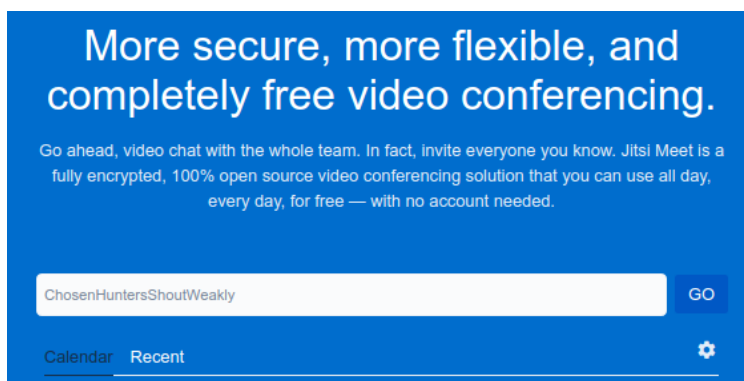 More secure, more flexible, and
completely free video conferencing.
Go ahead, video chat with the whole team. In fact, invite everyone you know. Jitsi Meet is a
fully encrypted, 100% open source video conferencing solution that you can use all day,
every day, for free — with no account needed.
ChosenHuntersShoutWeakly
GO
Calendar Recent